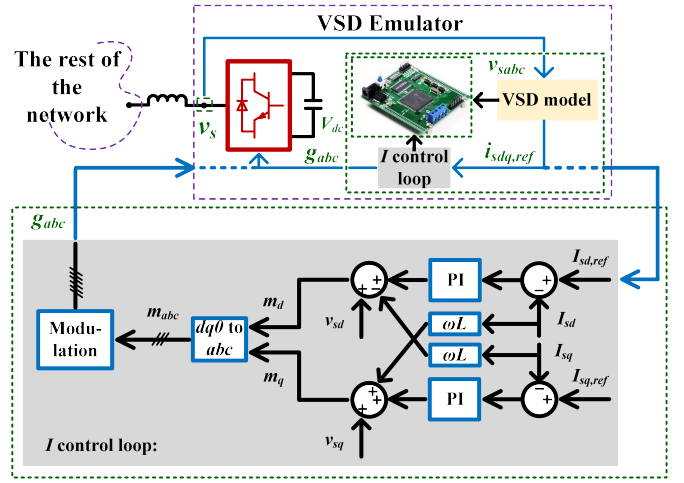 VSD Emulator
The rest of
the
network
v_s
V_dc
v_sabc
VSD model
g_abc
I control
loop
i_sdq,ref
g_abc
I_sd,ref
PI
+
−
+
−
+
m_d
v_sd
ωL
I_sd
m_abc
Modu-
lation
dq0 to
abc
ωL
I_sq
m_q
I_sq,ref
PI
+
+
+
−
+
v_sq
I control loop: